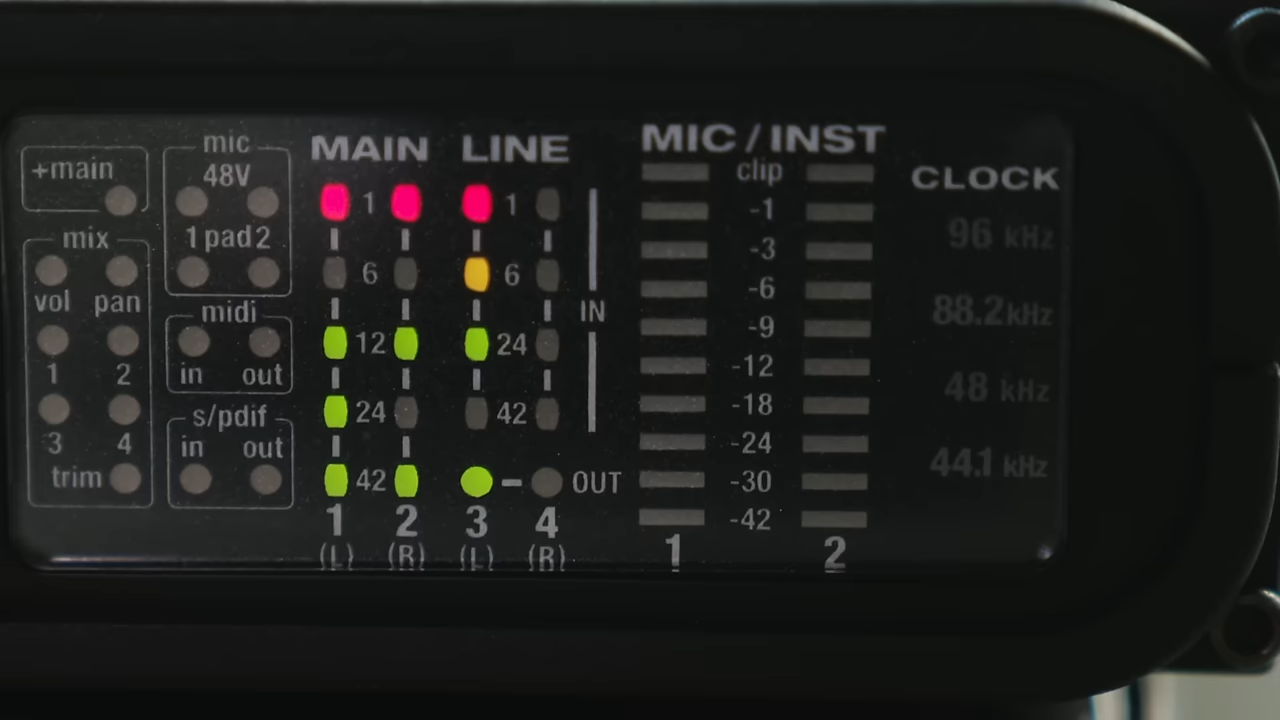 +main
mix
vol pan
1 2
3 4
trim
mic
48V
1 pad 2
midi
in out
s/pdif
in out
MAIN LINE
1 1
6 6
12 24
24 42
42
IN
OUT
1 2 3 4
(L) (R) (L) (R)
MIC / INST
clip
-1
-3
-6
-9
-12
-18
-24
-30
-42
1 2
CLOCK
96 kHz
88.2 kHz
48 kHz
44.1 kHz